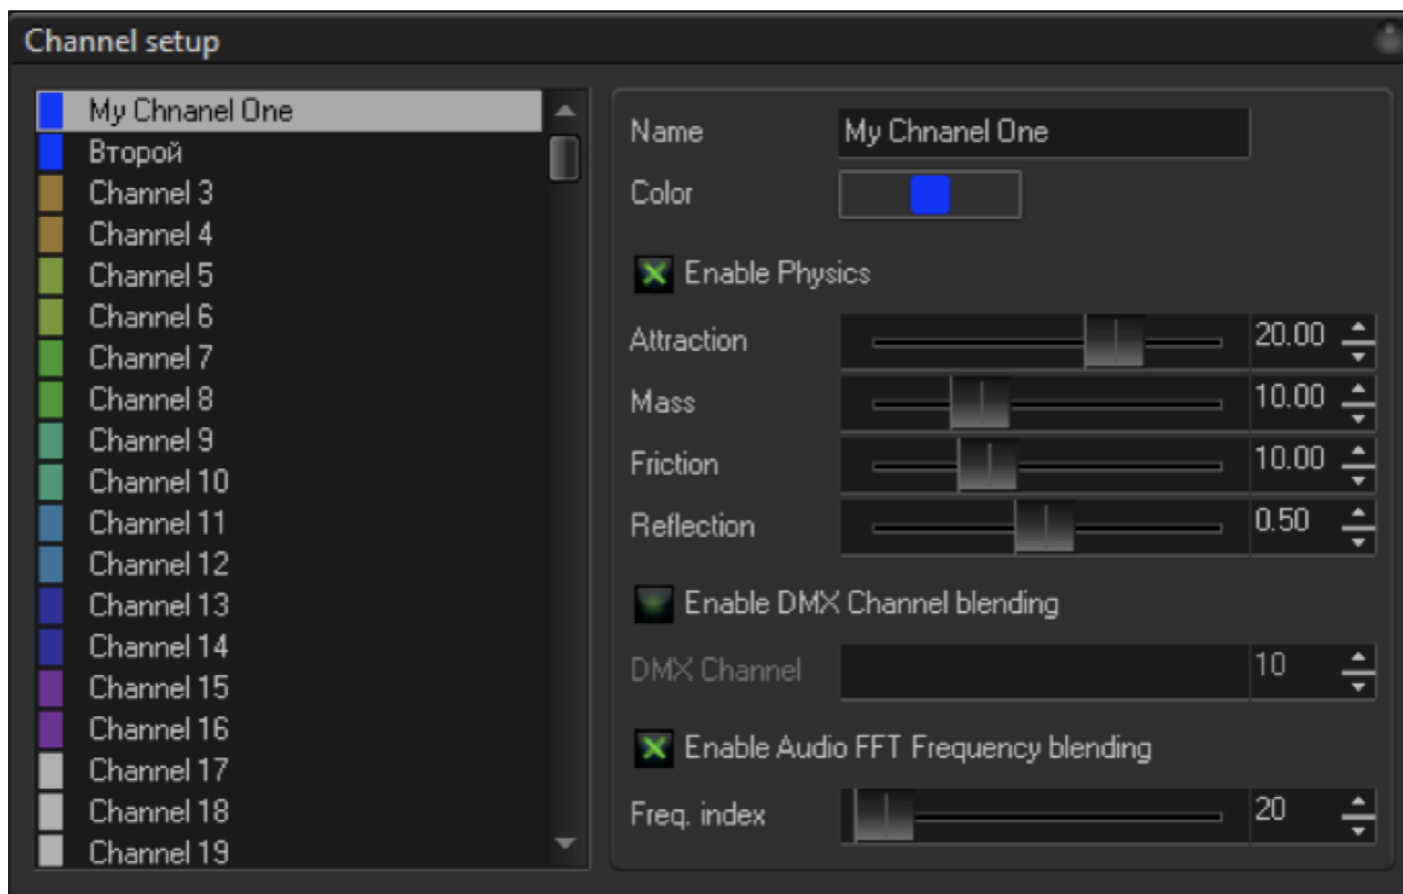 Channel setup
My Chnanel One
Второй
Channel 3
Channel 4
Channel 5
Channel 6
Channel 7
Channel 8
Channel 9
Channel 10
Channel 11
Channel 12
Channel 13
Channel 14
Channel 15
Channel 16
Channel 17
Channel 18
Channel 19
Name My Chnanel One
Color
Enable Physics
Attraction 20.00
Mass 10.00
Friction 10.00
Reflection 0.50
Enable DMX Channel blending
DMX Channel 10
Enable Audio FFT Frequency blending
Freq. index 20